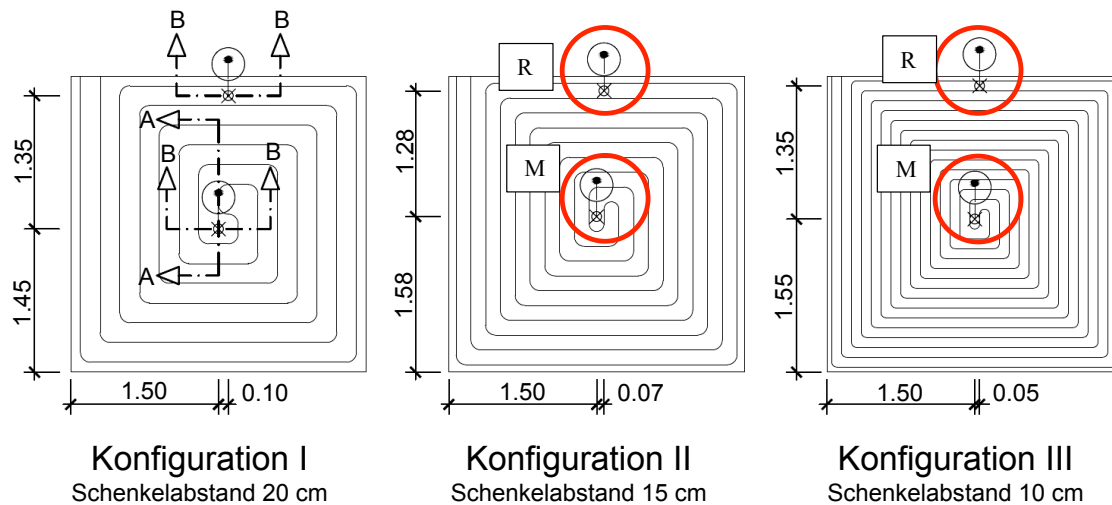 B B
R
R
A
1.35
1.28
1.35
B B
M
M
A
1.45
1.58
1.55
1.50 0.10
1.50 0.07
1.50 0.05
Konfiguration I
Schenkelabstand 20 cm
Konfiguration II
Schenkelabstand 15 cm
Konfiguration III
Schenkelabstand 10 cm